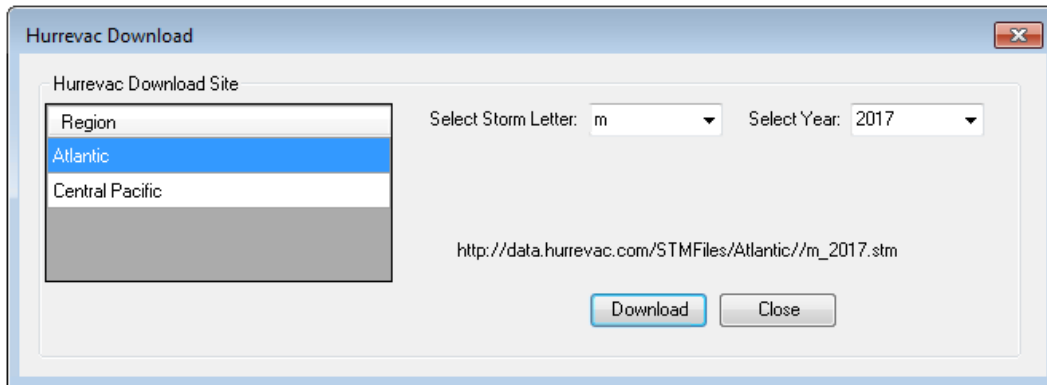 Hurrevac Download
Hurrevac Download Site
Region
Atlantic
Central Pacific
Select Storm Letter: m
Select Year: 2017
http://data.hurrevac.com/STMFiles/Atlantic//m_2017.stm
Download
Close